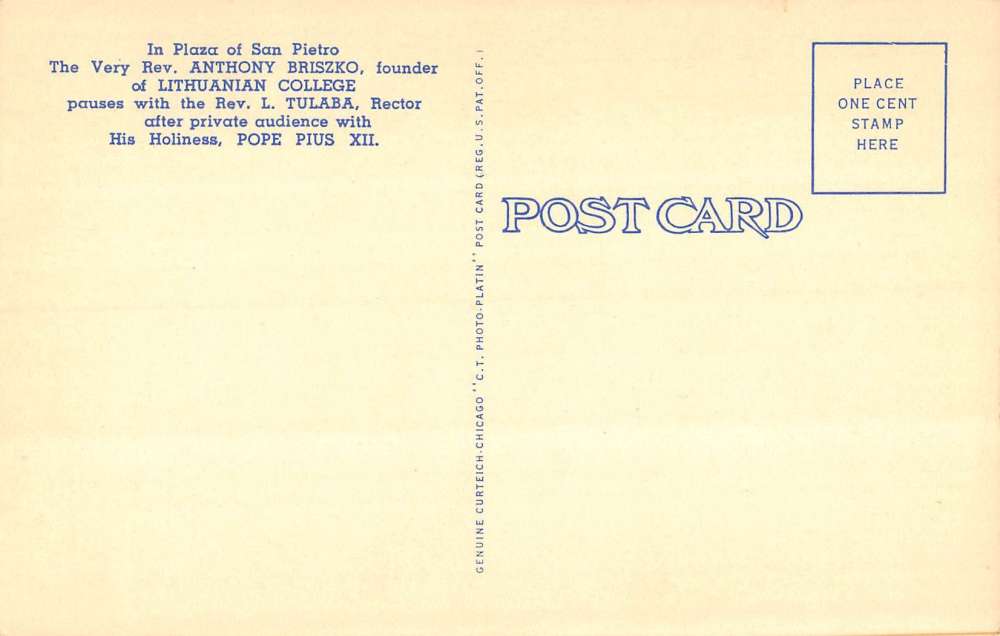 In Plaza of San Pietro
The Very Rev. ANTHONY BRISZKO, founder
of LITHUANIAN COLLEGE
pauses with the Rev. L. TULABA, Rector
after private audience with
His Holiness, POPE PIUS XII.
GENUINE CURTEICH-CHICAGO "C.T. PHOTO-PLATIN" POST CARD (REG. U.S. PAT. OFF.)
POST CARD
PLACE
ONE CENT
STAMP
HERE